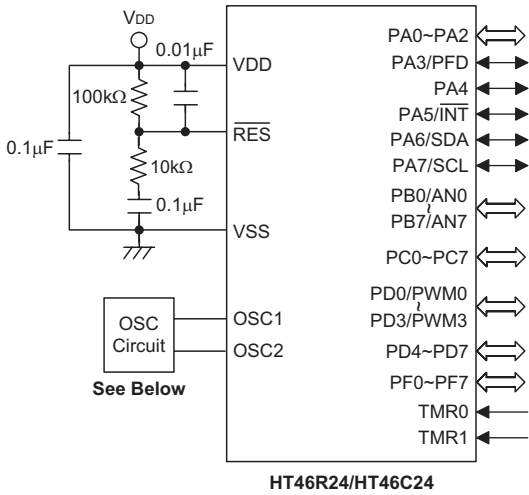 VDD
0.01μF
100kΩ
0.1μF
10kΩ
0.1μF
OSC
Circuit
See Below
VDD
RES
VSS
OSC1
OSC2
PA0~PA2
PA3/PFD
PA4
PA5/INT
PA6/SDA
PA7/SCL
PB0/AN0
~
PB7/AN7
PC0~PC7
PD0/PWM0
~
PD3/PWM3
PD4~PD7
PF0~PF7
TMR0
TMR1
HT46R24/HT46C24